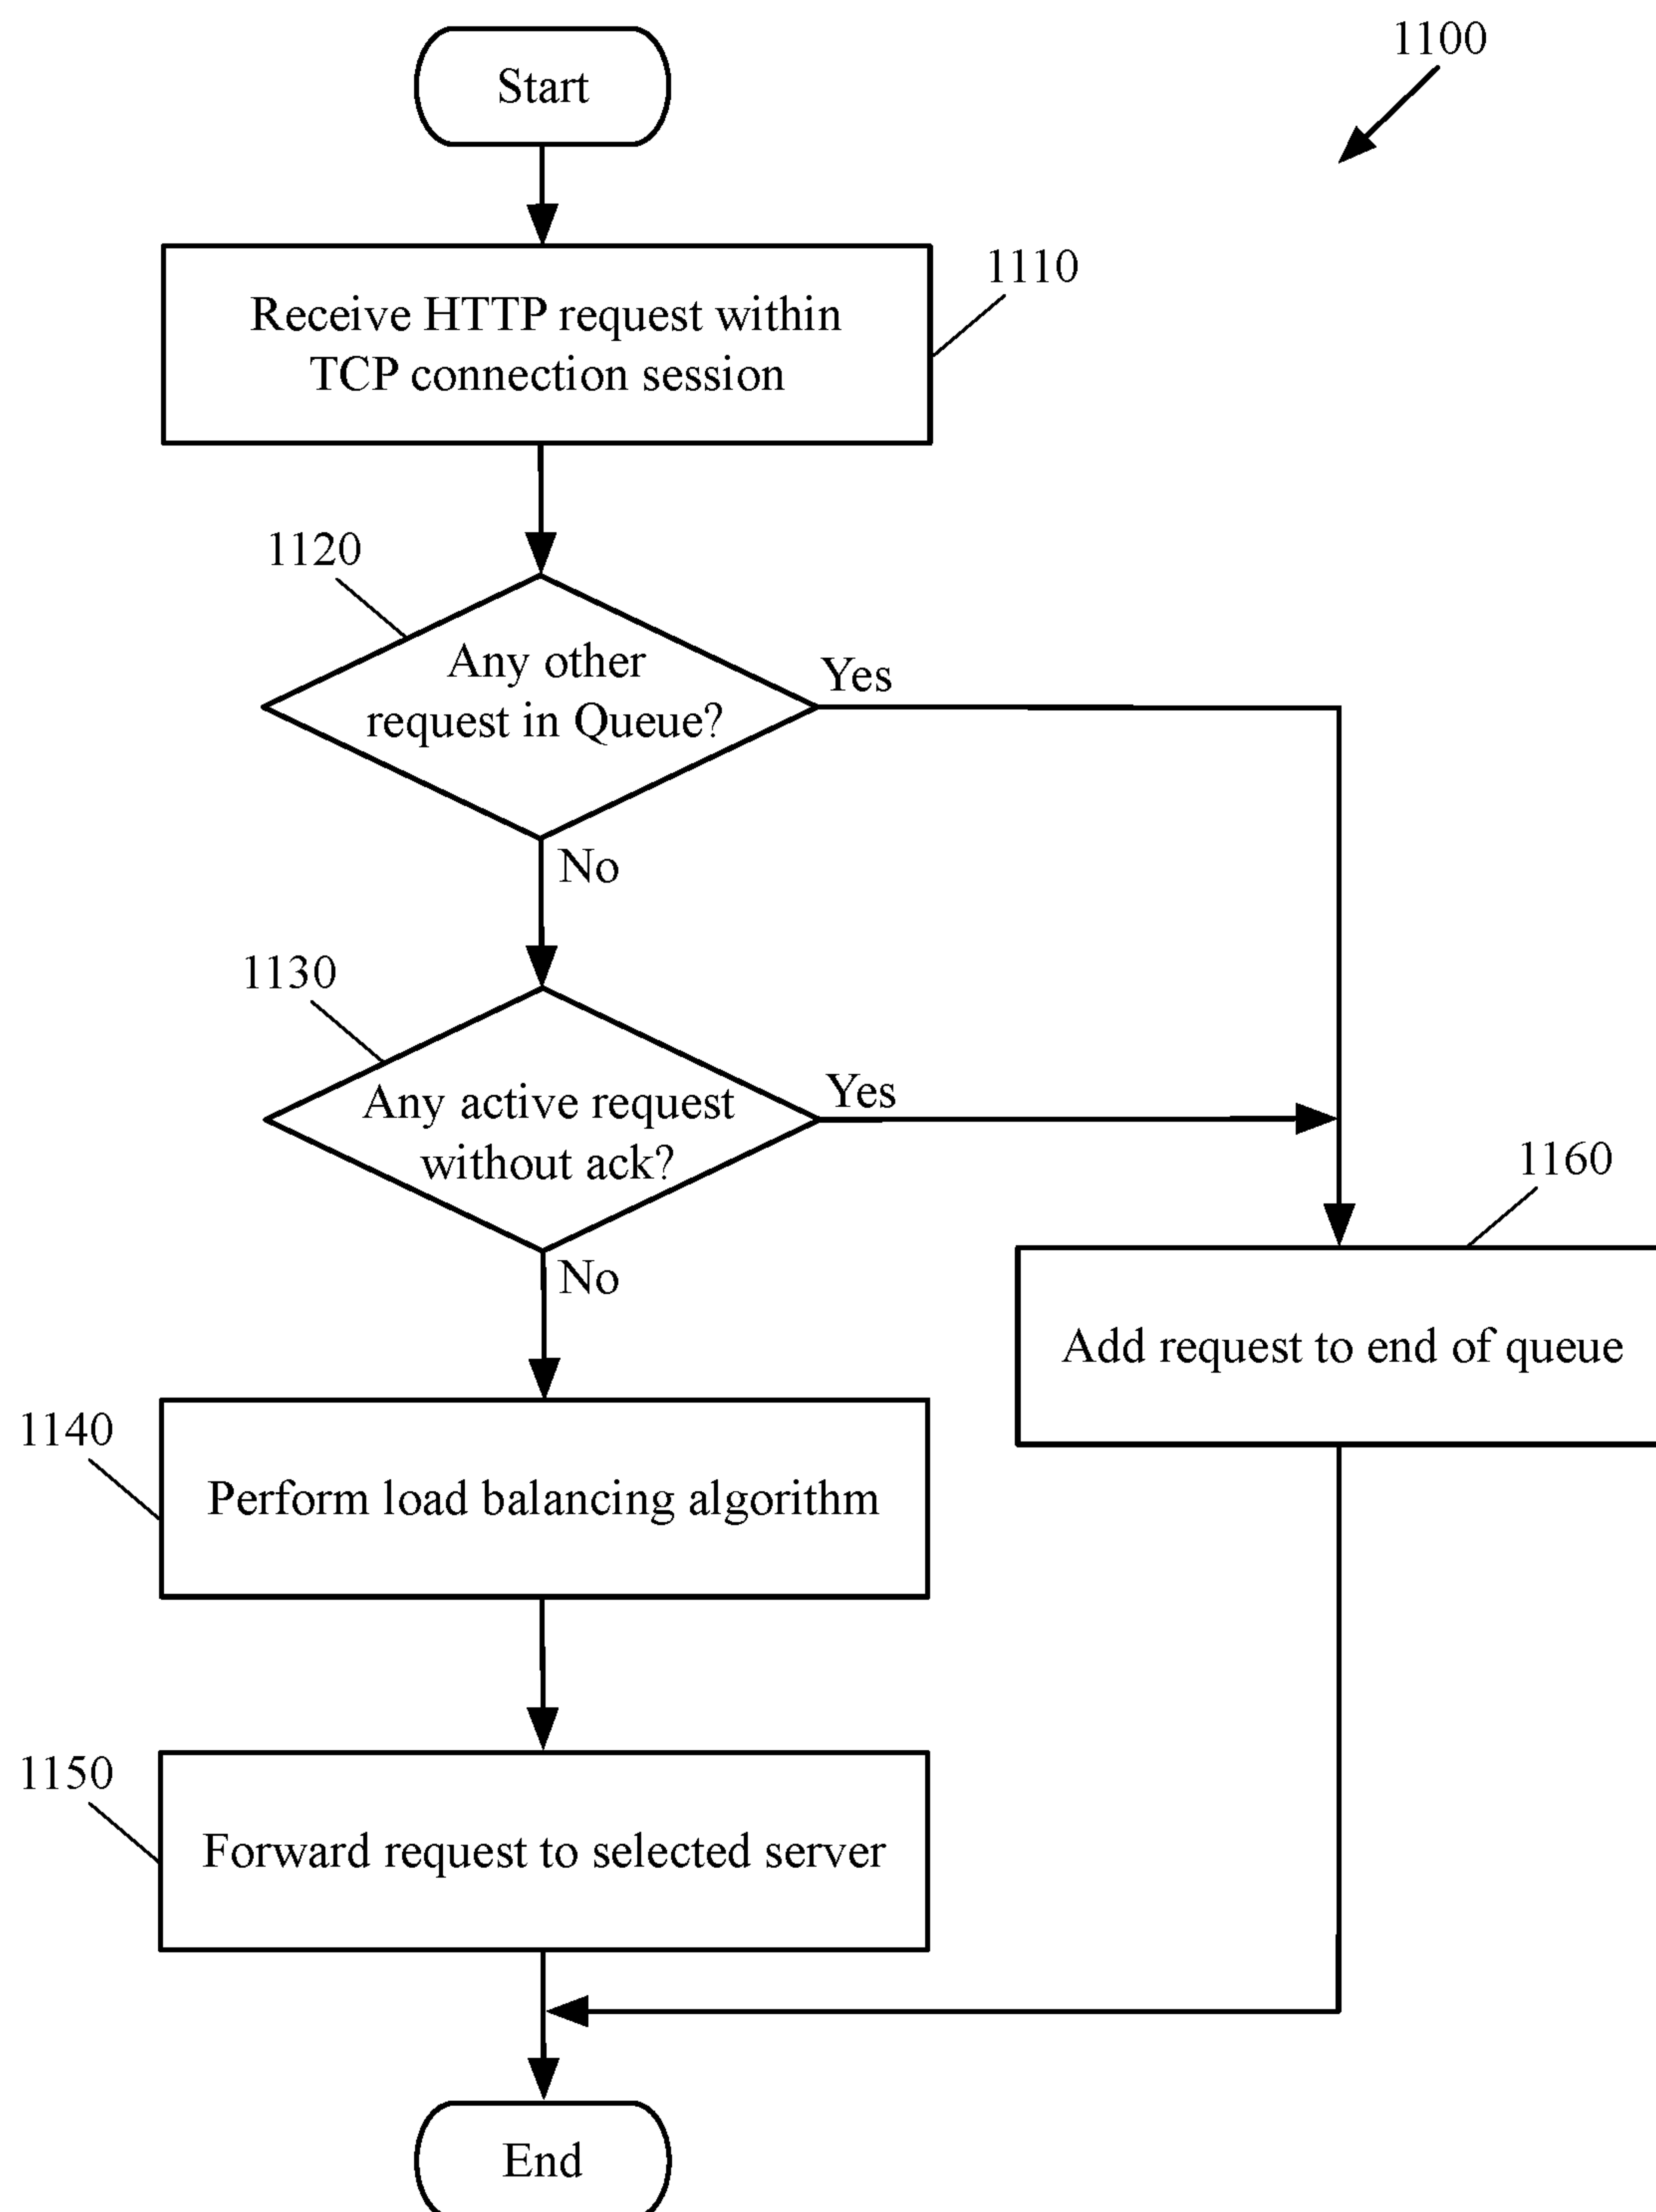 1100
Start
1110
Receive HTTP request within
TCP connection session
1120
Any other
request in Queue?
Yes
No
1130
Any active request
without ack?
Yes
No
1160
Add request to end of queue
1140
Perform load balancing algorithm
1150
Forward request to selected server
End